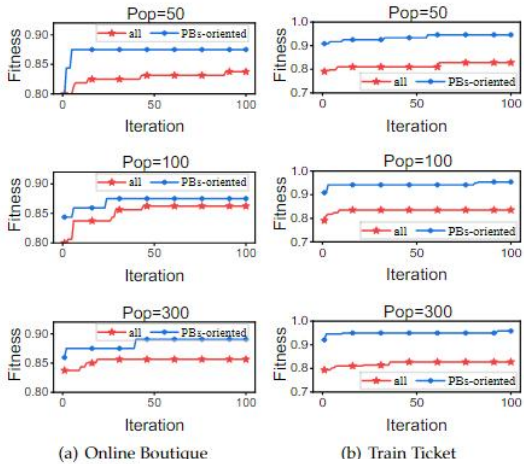 Pop=50
Fitness
0.90
0.85
0.80
all PBs-oriented
0 50 100
Iteration
Pop=50
Fitness
1.0
0.9
0.8
0.7
all PBs-oriented
0 50 100
Iteration
Pop=100
Fitness
0.90
0.85
0.80
all PBs-oriented
0 50 100
Iteration
Pop=100
Fitness
1.0
0.9
0.8
0.7
all PBs-oriented
0 50 100
Iteration
Pop=300
Fitness
0.90
0.85
0.80
all PBs-oriented
0 50 100
Iteration
Pop=300
Fitness
1.0
0.9
0.8
0.7
all PBs-oriented
0 50 100
Iteration
(a) Online Boutique
(b) Train Ticket